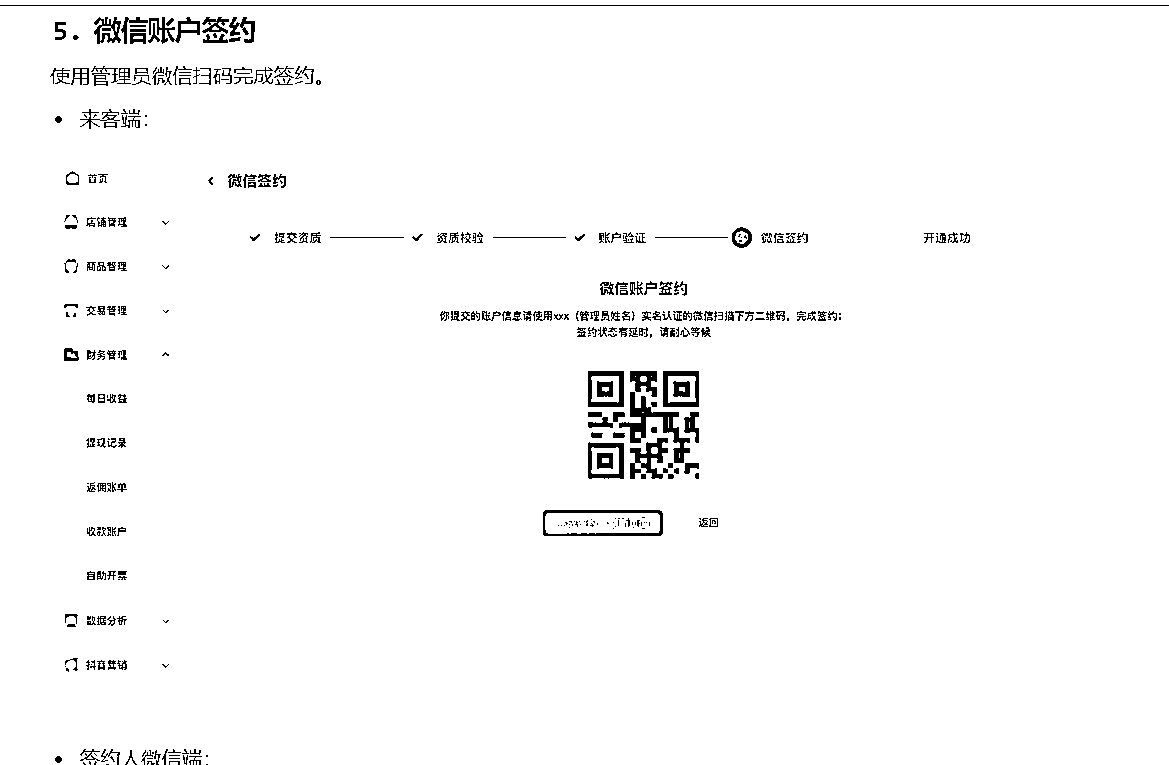 5. 微信账户签约
使用管理员微信扫码完成签约。
• 来客端：
首页
店铺管理
商品管理
交易管理
财务管理
每日收益
提现记录
返佣账单
收款账户
自助开票
数据分析
抖音营销
微信签约
提交资质
资质校验
账户验证
微信签约
开通成功
微信账户签约
你提交的账户信息请使用xxx（管理员姓名）实名认证的微信扫描下方二维码，完成签约；
签约状态有延时，请耐心等候
返回
• 签约人微信端：